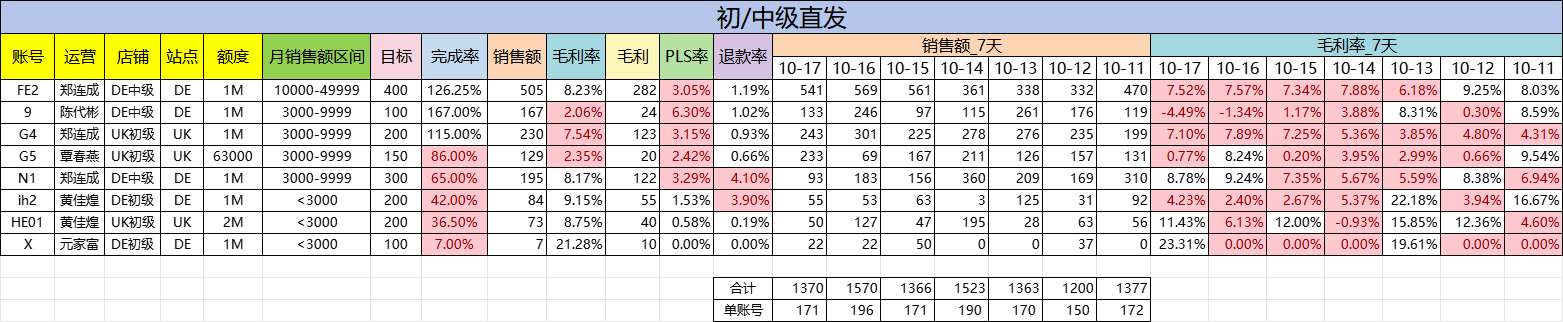 初/中级直发
账号 运营 店铺 站点 额度 月销售额区间 目标 完成率 销售额 毛利率 毛利 PLS率 退款率 销售额_7天 毛利率_7天
10-17 10-16 10-15 10-14 10-13 10-12 10-11 10-17 10-16 10-15 10-14 10-13 10-12 10-11
FE2 郑连成 DE中级 DE 1M 10000-49999 400 126.25% 505 8.23% 282 3.05% 1.19% 541 569 561 361 338 332 470 7.52% 7.57% 7.34% 7.88% 6.18% 9.25% 8.03%
9 陈代彬 DE中级 DE 1M 3000-9999 100 167.00% 167 2.06% 24 6.30% 1.02% 133 246 97 115 261 176 119 -4.49% -1.34% 1.17% 3.88% 8.31% 0.30% 8.59%
G4 郑连成 UK初级 UK 1M 3000-9999 200 115.00% 230 7.54% 123 3.15% 0.93% 243 301 225 278 276 235 199 7.10% 7.89% 7.25% 5.36% 3.85% 4.80% 4.31%
G5 覃春燕 UK初级 UK 63000 3000-9999 150 86.00% 129 2.35% 20 2.42% 0.66% 233 69 167 211 126 157 131 0.77% 8.24% 0.20% 3.95% 2.99% 0.66% 9.54%
N1 郑连成 DE中级 DE 1M 3000-9999 300 65.00% 195 8.17% 122 3.29% 4.10% 93 183 156 360 209 169 310 8.78% 9.24% 7.35% 5.67% 5.59% 8.38% 6.94%
ih2 黄佳煌 DE初级 DE 1M <3000 200 42.00% 84 9.15% 55 1.53% 3.90% 55 53 63 3 125 31 92 4.23% 2.40% 2.67% 5.37% 22.18% 3.94% 16.67%
HE01 黄佳煌 UK初级 UK 2M <3000 200 36.50% 73 8.75% 40 0.58% 0.19% 50 127 47 195 28 63 56 11.43% 6.13% 12.00% -0.93% 15.85% 12.36% 4.60%
X 元家富 DE初级 DE 1M <3000 100 7.00% 7 21.28% 10 0.00% 0.00% 22 22 50 0 0 37 0 23.31% 0.00% 0.00% 0.00% 19.61% 0.00% 0.00%
合计 1370 1570 1366 1523 1363 1200 1377
单账号 171 196 171 190 170 150 172